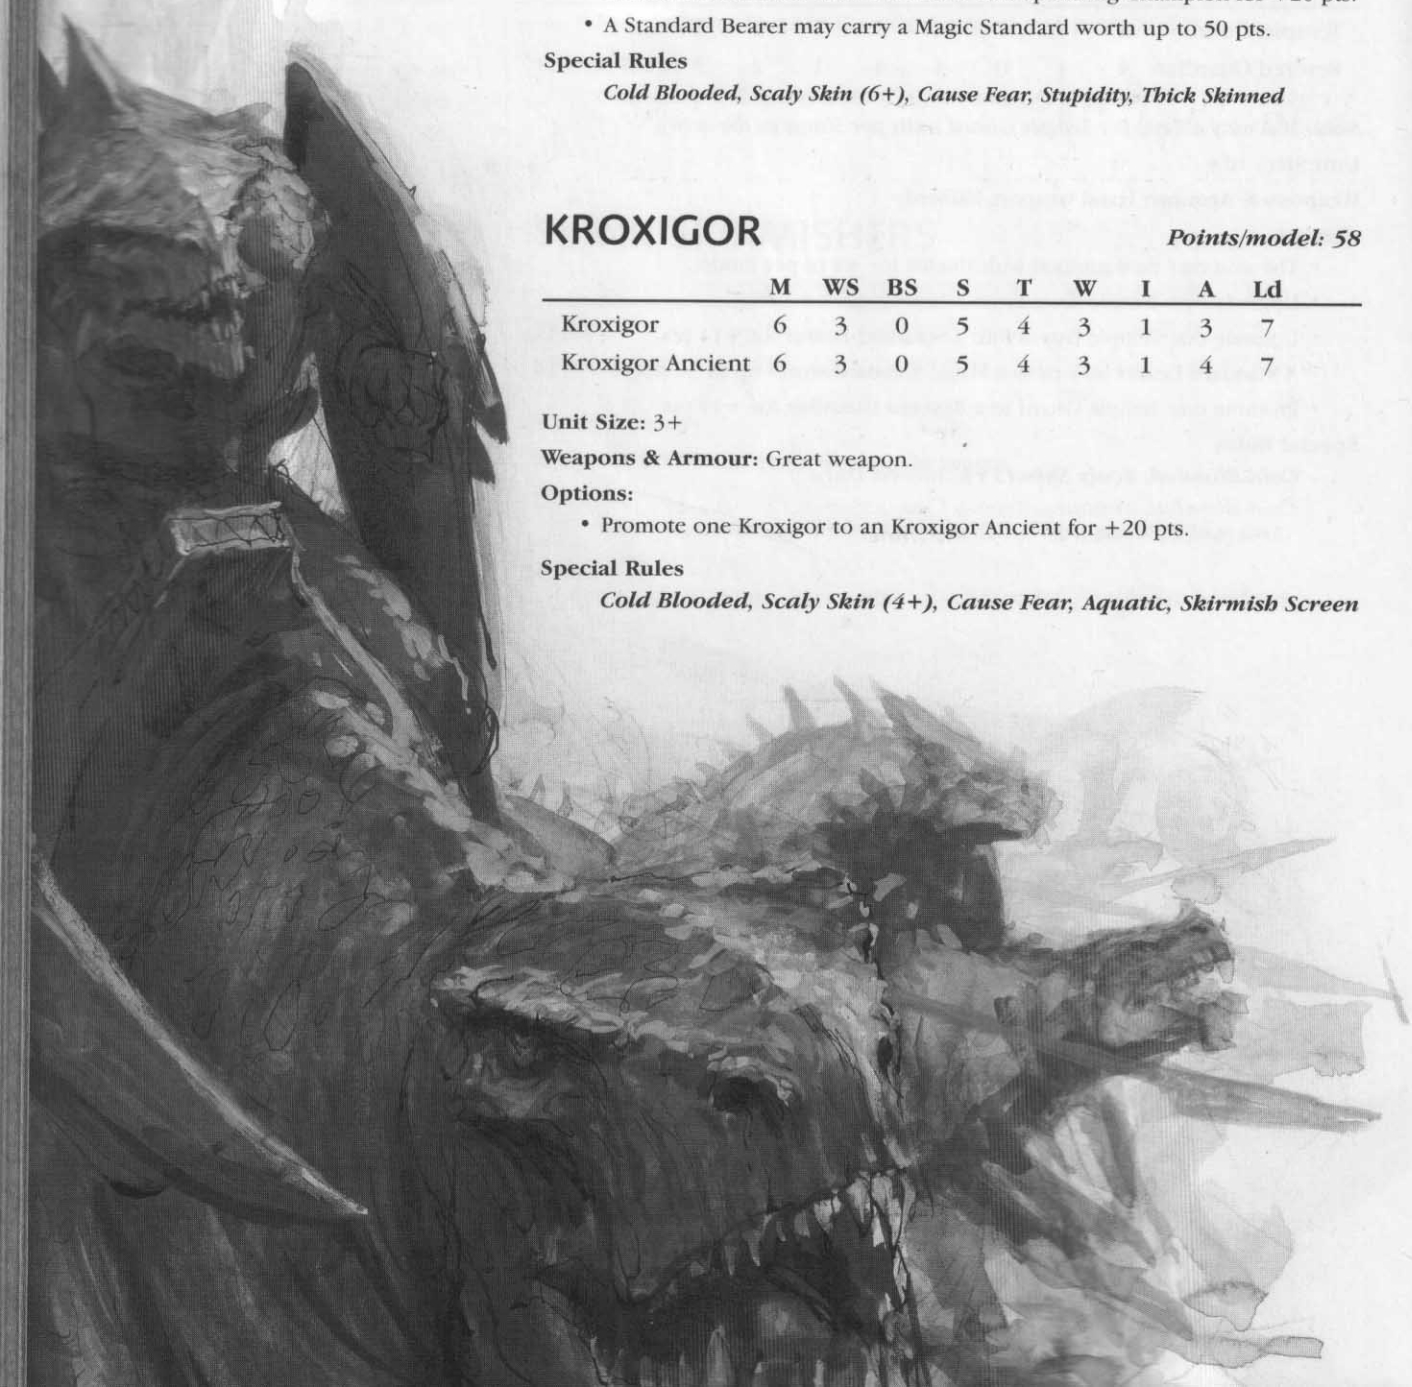 • A Standard Bearer may carry a Magic Standard worth up to 50 pts.
Special Rules
Cold Blooded, Scaly Skin (6+), Cause Fear, Stupidity, Thick Skinned
KROXIGOR Points/model: 58
M WS BS S T W I A Ld
Kroxigor 6 3 0 5 4 3 1 3 7
Kroxigor Ancient 6 3 0 5 4 3 1 4 7
Unit Size: 3+
Weapons & Armour: Great weapon.
Options:
• Promote one Kroxigor to an Kroxigor Ancient for +20 pts.
Special Rules
Cold Blooded, Scaly Skin (4+), Cause Fear, Aquatic, Skirmish Screen